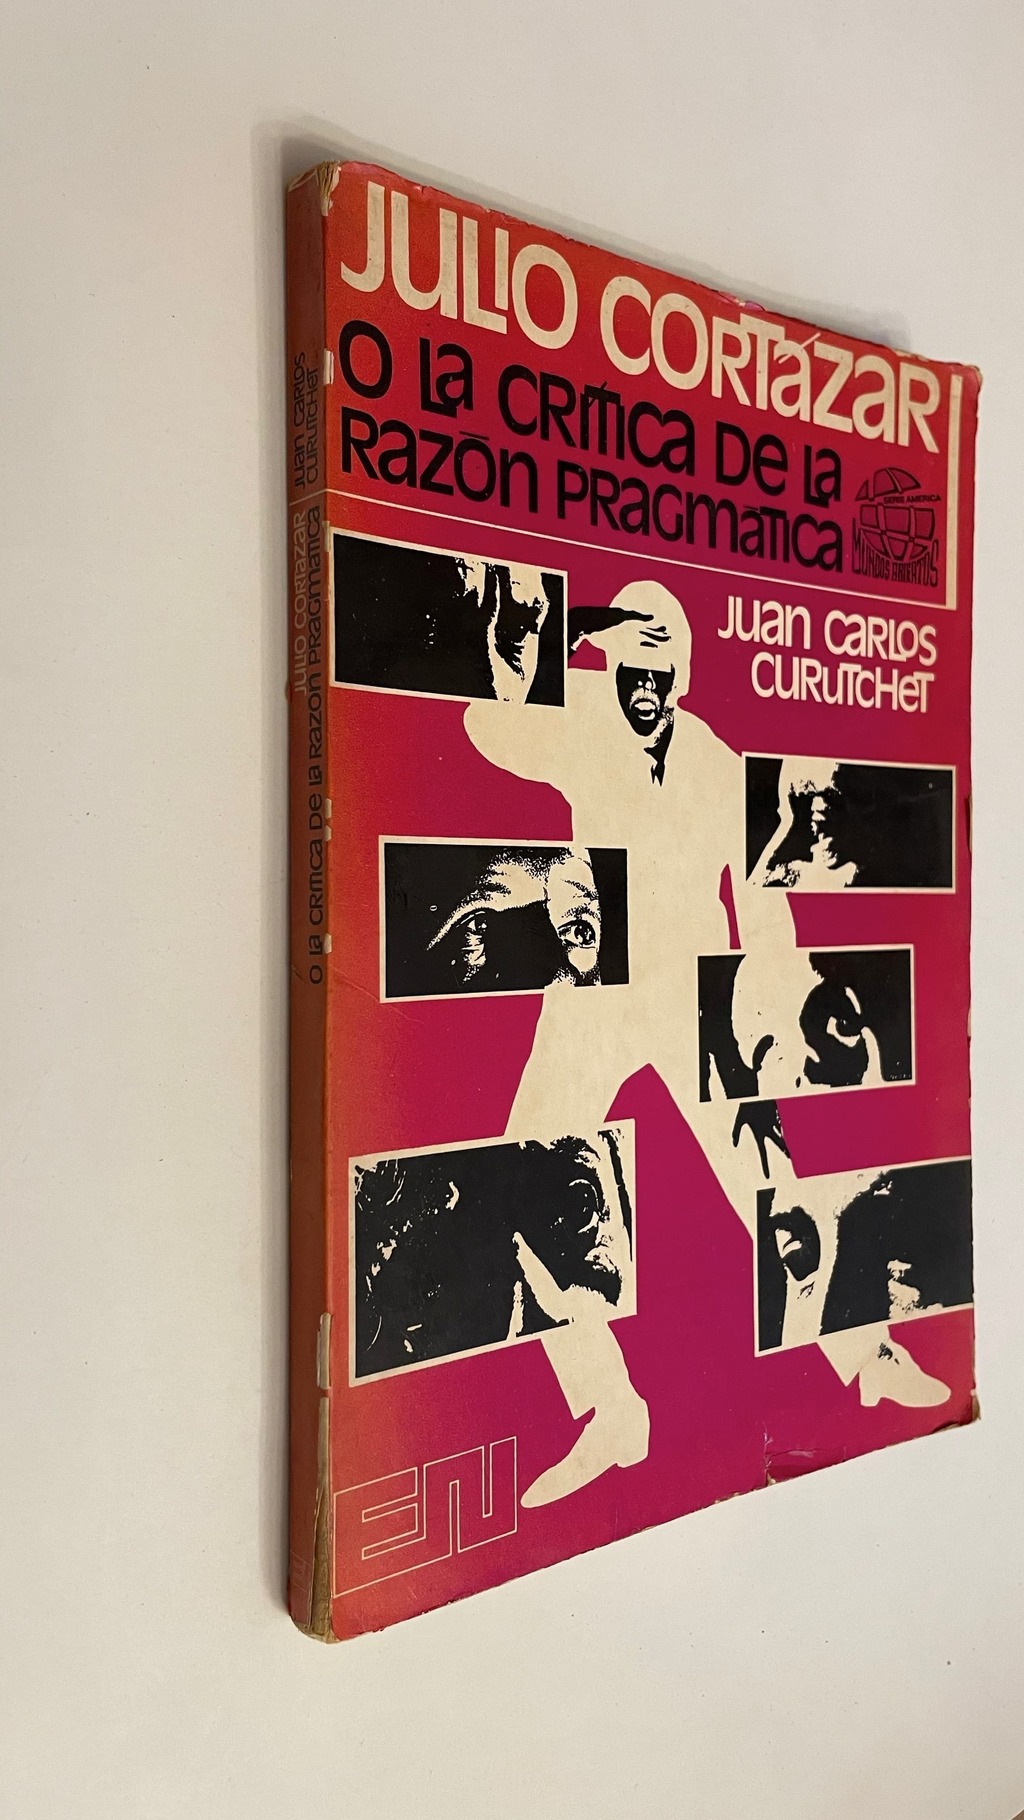 JULIO CORTÁZAR
O LA CRÍTICA DE LA
RAZÓN PRAGMÁTICA
SERIE AMERICA
MUNDOS ABIERTOS
JUAN CARLOS
CURUTCHET
EN
JUAN CARLOS
CURUTCHET
JULIO CORTÁZAR
O LA CRÍTICA DE LA RAZÓN PRAGMÁTICA